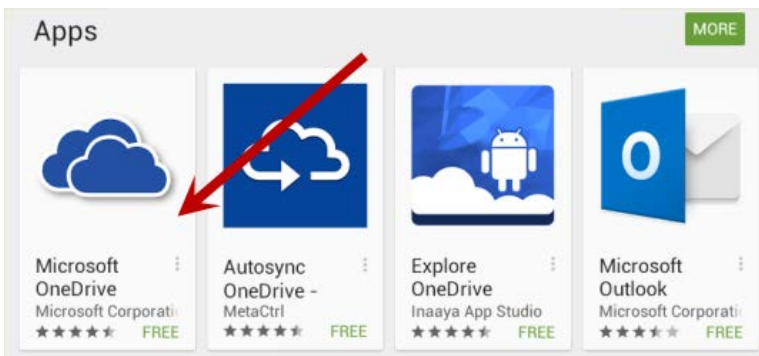 Apps
MORE
Microsoft
OneDrive
Microsoft Corporati
FREE
Autosync
OneDrive -
MetaCtrl
FREE
Explore
OneDrive
Inaaya App Studio
FREE
O
Microsoft
Outlook
Microsoft Corporati
FREE